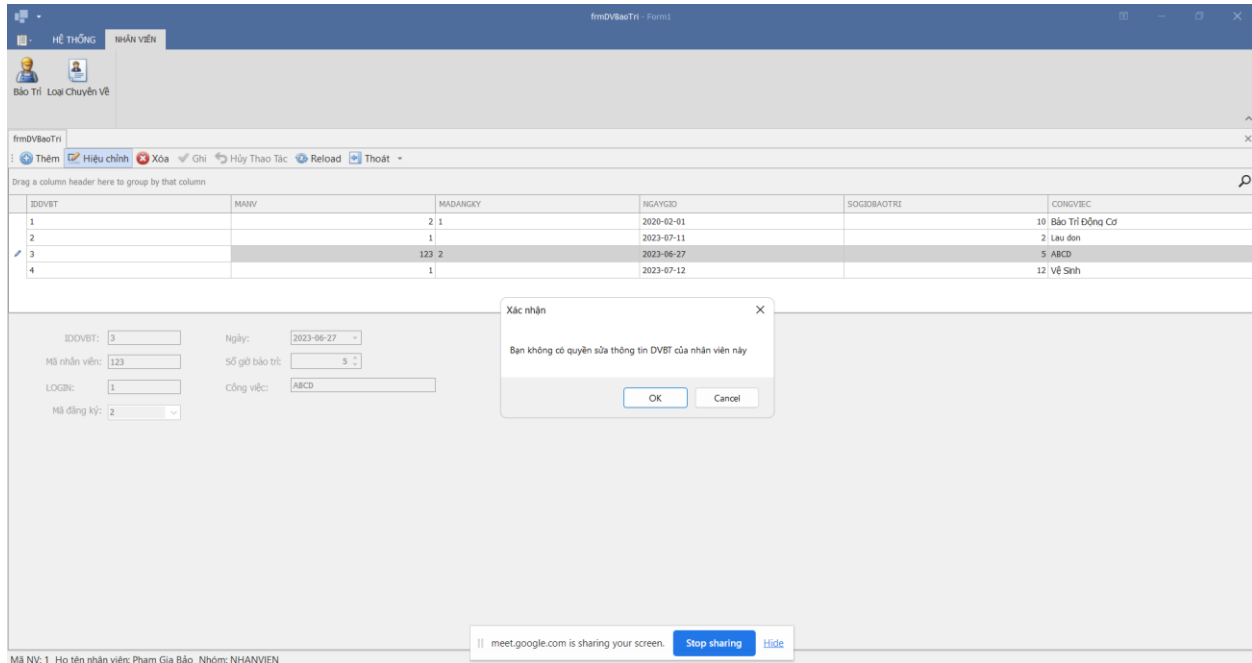 frmDVBaoTri - Form1
HỆ THỐNG NHÂN VIÊN
Bảo Trì Loại Chuyên Về
frmDVBaoTri
Thêm Hiệu chỉnh Xóa Ghi Hủy Thao Tác Reload Thoát
Drag a column header here to group by that column
IDDVBT MANV MADANGKY NGAYGIO SOGIOBAOTRI CONGVIEC
1 2 1 2020-02-01 10 Bảo Trì Động Cơ
2 1 2023-07-11 2 Lau don
3 123 2 2023-06-27 5 ABCD
4 1 2023-07-12 12 Vệ Sinh
Xác nhận
Bạn không có quyền sửa thông tin DVBT của nhân viên này
OK Cancel
IDDVBT: 3 Ngày: 2023-06-27
Mã nhân viên: 123 Số giờ bảo trì: 5
LOGIN: 1 Công việc: ABCD
Mã đăng ký: 2
meet.google.com is sharing your screen. Stop sharing Hide
Mã NV: 1 Họ tên nhân viên: Phạm Gia Bảo Nhóm: NHANVIEN